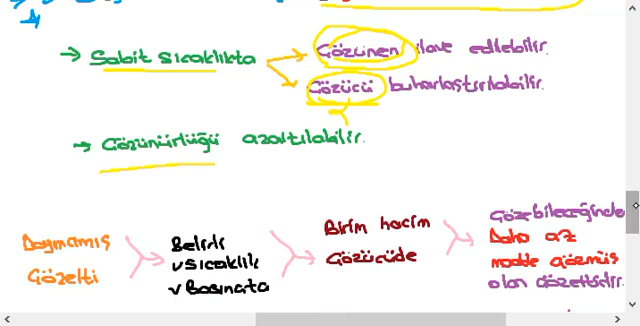 → Sabit sıcaklıkta
Çözünen ilave edilebilir.
Çözücü buharlaştırılabilir.
→ Çözünürlüğü azaltılabilir.
Doymamış
Çözelti
Belirli
√ sıcaklık
√ Basınçta
Birim hacim
Çözücüde
Çözebileceğinden
Daha az
madde çözmüş
olan çözeltidir.